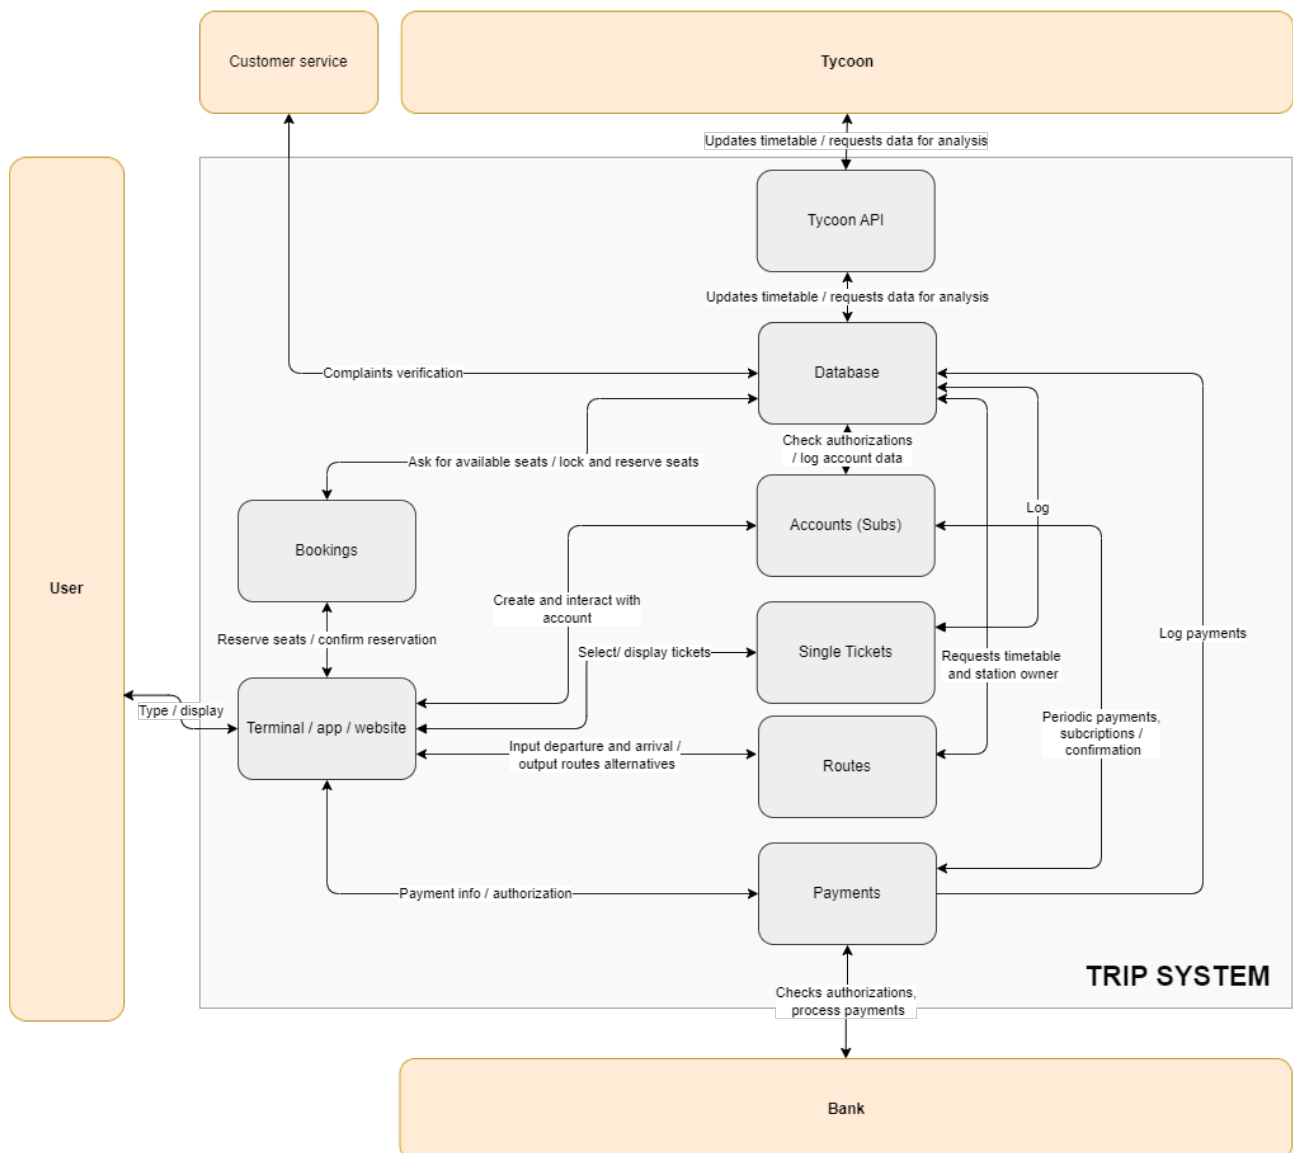 Customer service
Tycoon
Updates timetable / requests data for analysis
Tycoon API
Updates timetable / requests data for analysis
Database
Complaints verification
Check authorizations
/ log account data
Ask for available seats / lock and reserve seats
Log
Accounts (Subs)
Bookings
User
Create and interact with
account
Reserve seats / confirm reservation
Select/ display tickets
Single Tickets
Requests timetable
and station owner
Log payments
Type / display
Terminal / app / website
Periodic payments,
subcriptions /
confirmation
Input departure and arrival /
output routes alternatives
Routes
Payment info / authorization
Payments
TRIP SYSTEM
Checks authorizations,
process payments
Bank